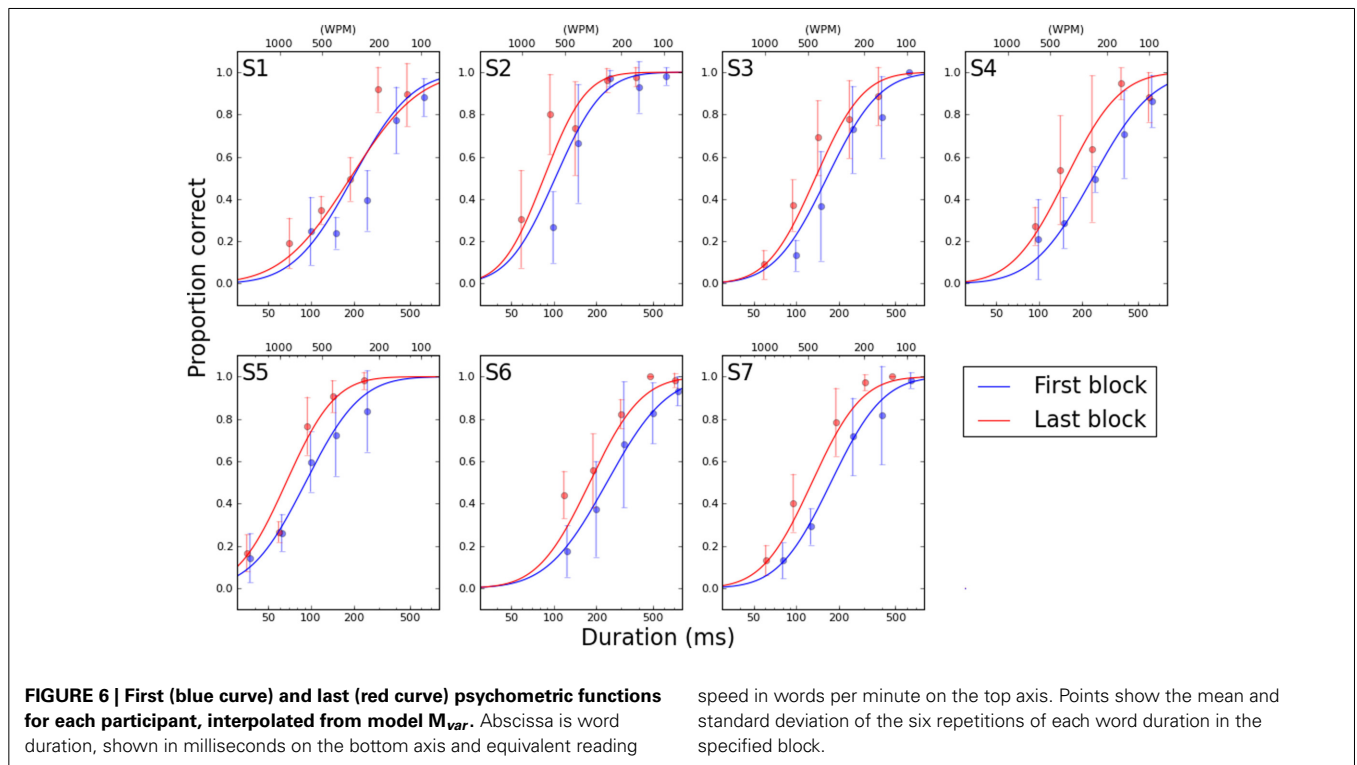 (WPM) (WPM) (WPM) (WPM)
1000 500 200 100 1000 500 200 100 1000 500 200 100 1000 500 200 100
S1 S2 S3 S4
1.0 1.0 1.0 1.0
0.8 0.8 0.8 0.8
0.6 0.6 0.6 0.6
0.4 0.4 0.4 0.4
0.2 0.2 0.2 0.2
0.0 0.0 0.0 0.0
50 100 200 500 50 100 200 500 50 100 200 500 50 100 200 500
Proportion correct
1000 500 200 100 1000 500 200 100 1000 500 200 100
S5 S6 S7
1.0 1.0 1.0
0.8 0.8 0.8
0.6 0.6 0.6
0.4 0.4 0.4
0.2 0.2 0.2
0.0 0.0 0.0
50 100 200 500 50 100 200 500 50 100 200 500
First block
Last block
Duration (ms)
FIGURE 6 | First (blue curve) and last (red curve) psychometric functions
for each participant, interpolated from model Mvar. Abscissa is word
duration, shown in milliseconds on the bottom axis and equivalent reading
speed in words per minute on the top axis. Points show the mean and
standard deviation of the six repetitions of each word duration in the
specified block.